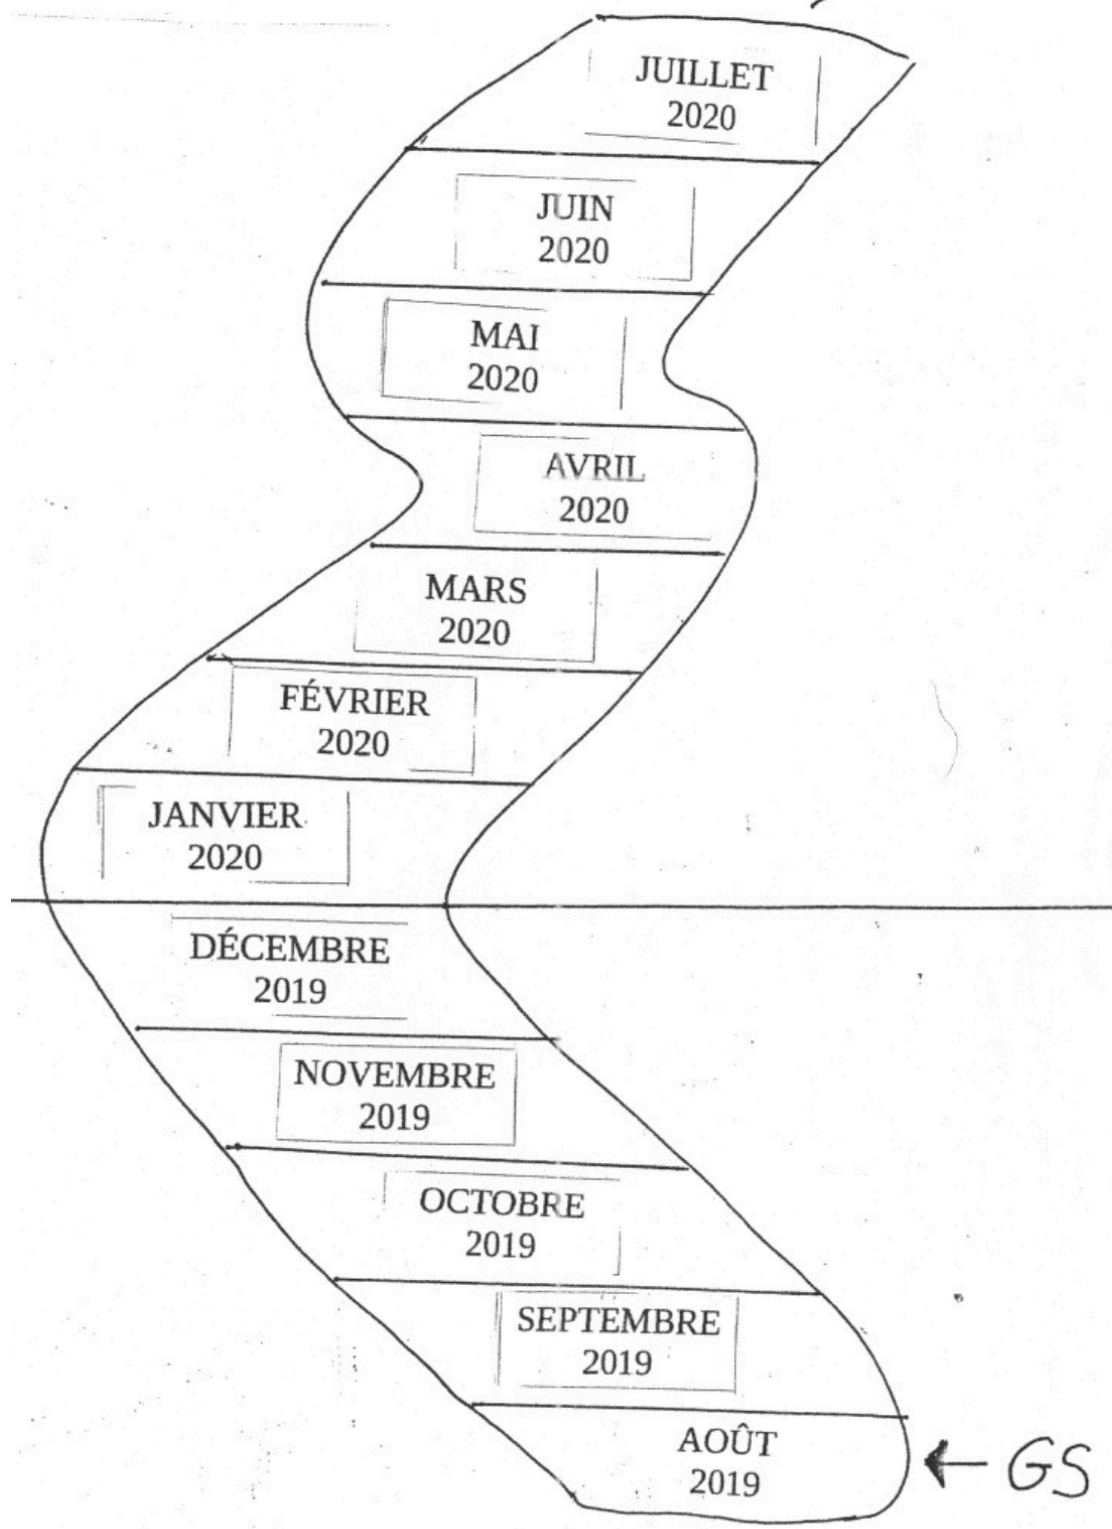 JUILLET
2020
JUIN
2020
MAI
2020
AVRIL
2020
MARS
2020
FÉVRIER
2020
JANVIER
2020
DÉCEMBRE
2019
NOVEMBRE
2019
OCTOBRE
2019
SEPTEMBRE
2019
AOÛT
2019
← GS